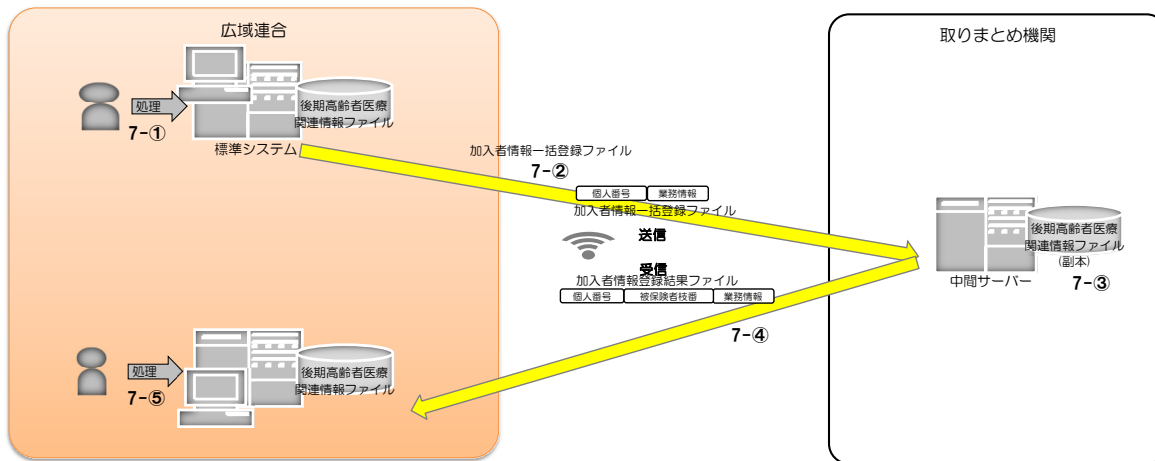 広域連合
取りまとめ機関
処理
7-①
後期高齢者医療
関連情報ファイル
標準システム
加入者情報一括登録ファイル
7-②
個人番号 業務情報
加入者情報一括登録ファイル
送信
受信
加入者情報登録結果ファイル
個人番号 被保険者枝番 業務情報
7-④
後期高齢者医療
関連情報ファイル
(副本)
中間サーバー
7-③
処理
7-⑤
後期高齢者医療
関連情報ファイル